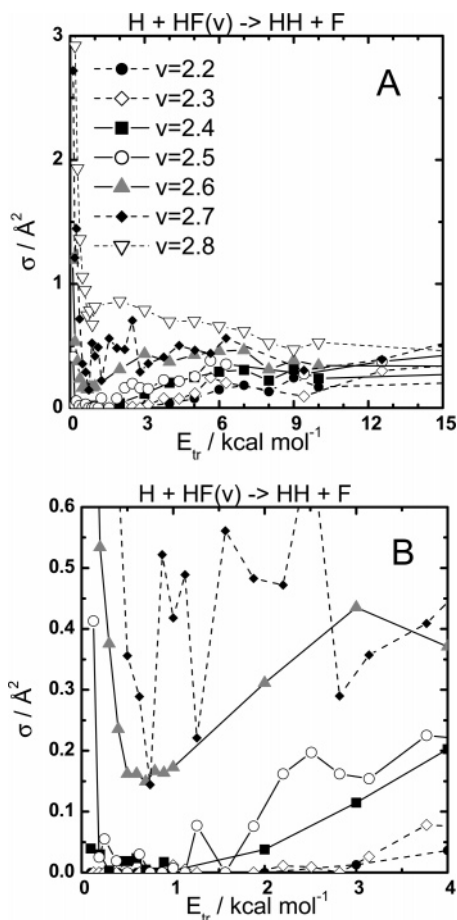 H + HF(v) -> HH + F
A
v=2.2
v=2.3
v=2.4
v=2.5
v=2.6
v=2.7
v=2.8
σ / Å²
3
2
1
0
0 3 6 9 12 15
E_tr / kcal mol⁻¹
H + HF(v) -> HH + F
B
σ / Å²
0.6
0.5
0.4
0.3
0.2
0.1
0.0
0 1 2 3 4
E_tr / kcal mol⁻¹